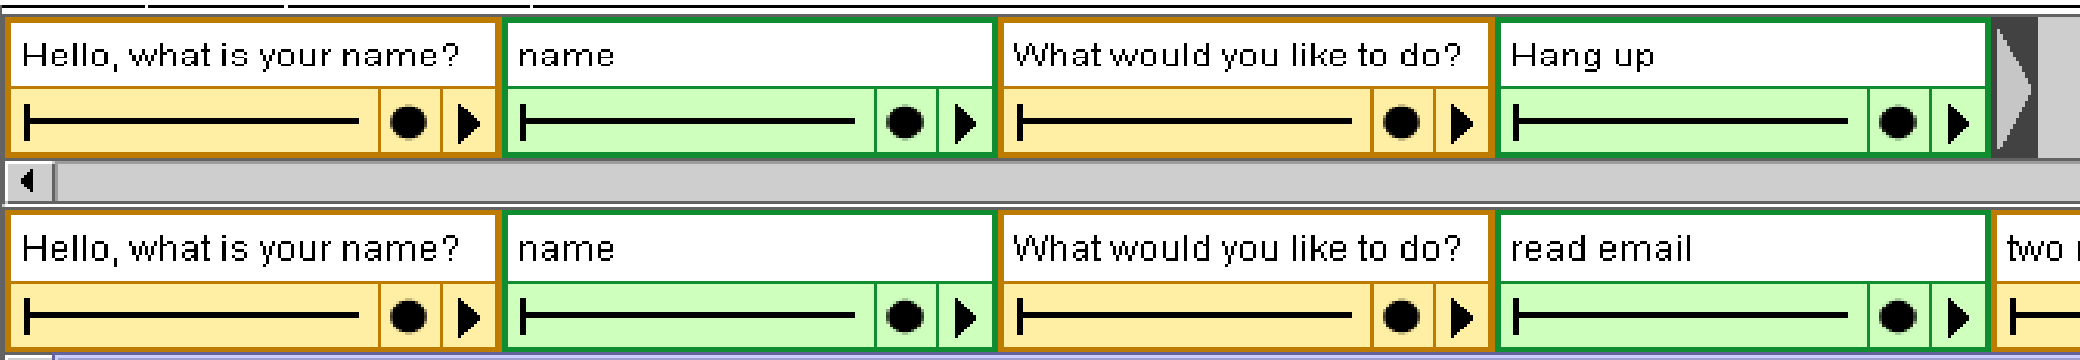 Hello, what is your name? name What would you like to do? Hang up
Hello, what is your name? name What would you like to do? read email two